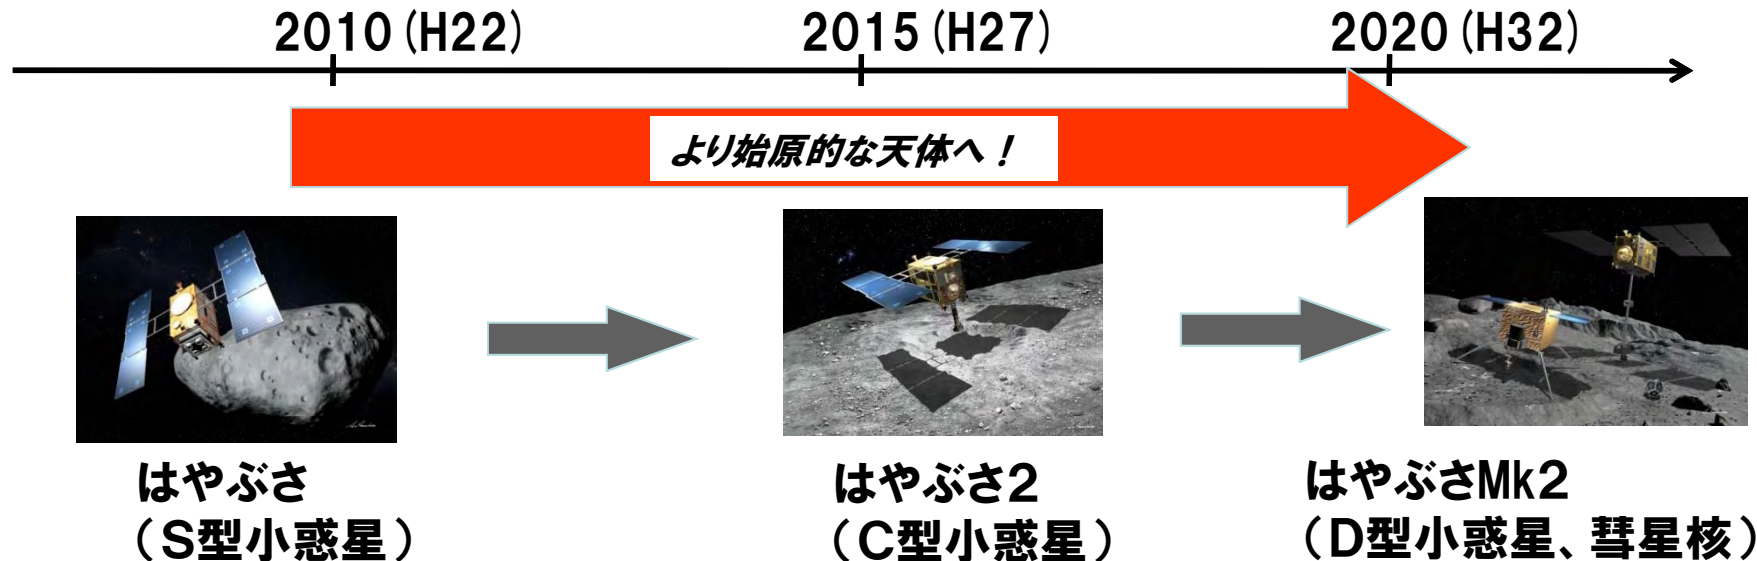 2010(H22)
2015(H27)
2020(H32)
より始原的な天体へ！
はやぶさ
（S型小惑星）
はやぶさ2
（C型小惑星）
はやぶさMk2
（D型小惑星、彗星核）